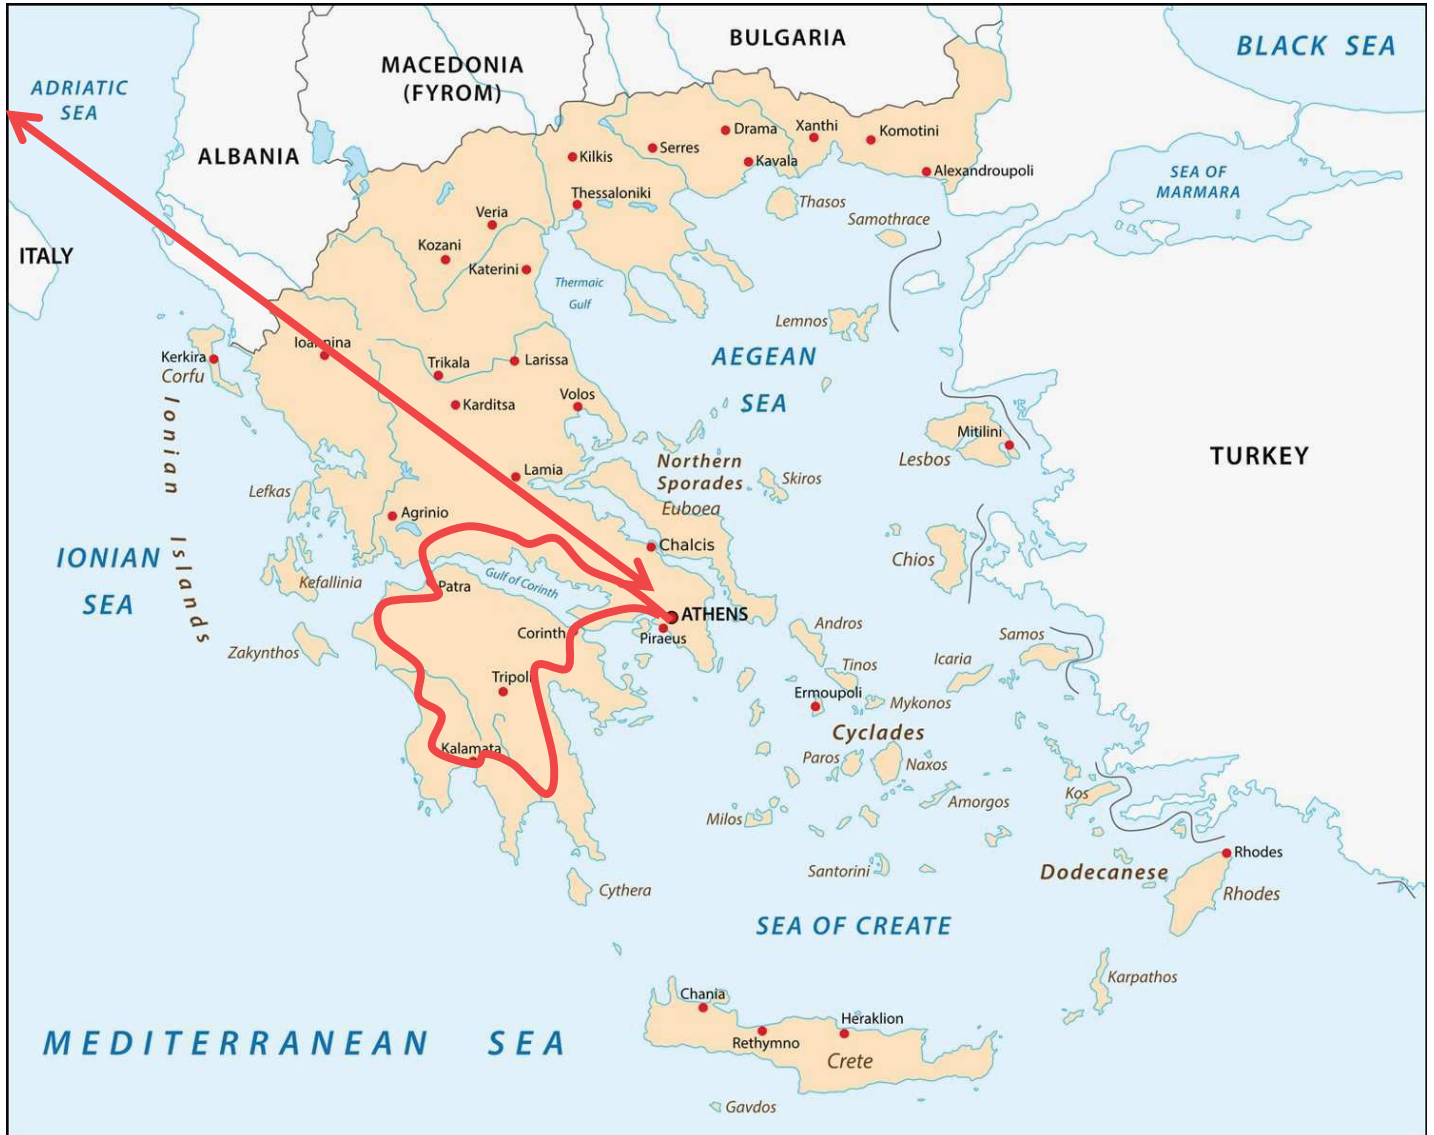 BLACK SEA
BULGARIA
MACEDONIA
(FYROM)
ADRIATIC
SEA
ALBANIA
ITALY
Drama
Xanthi
Komotini
Serres
Kilkis
Kavala
Alexandroupoli
SEA OF
MARMARA
Thessaloniki
Thasos
Samothrace
Veria
Kozani
Katerini
Thermaic
Gulf
Lemnos
Ioannina
Kerkira
Corfu
Trikala
Larissa
AEGEAN
SEA
Karditsa
Volos
Ionian Islands
Mitilini
Lesbos
TURKEY
Northern
Sporades
Skiros
Lamia
Lefkas
Euboea
Agrinio
Chalcis
IONIAN
SEA
Chios
Kefallinia
Patra
Gulf of Corinth
ATHENS
Piraeus
Corinth
Andros
Samos
Zakynthos
Tinos
Icaria
Tripoli
Ermoupoli
Mykonos
Cyclades
Kalamata
Paros
Naxos
Kos
Amorgos
Milos
Rhodes
Santorini
Dodecanese
Rhodes
Cythera
SEA OF CREATE
Karpathos
Chania
Heraklion
Rethymno
Crete
MEDITERRANEAN SEA
Gavdos